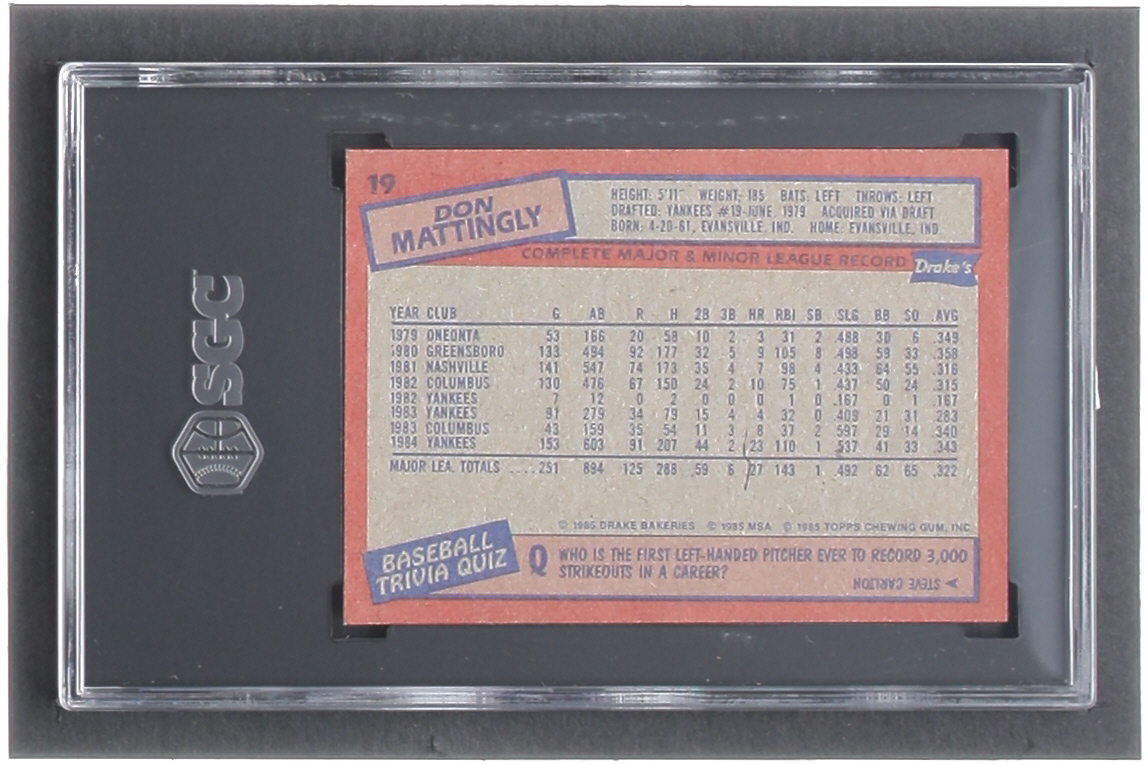 SGC
19
DON
MATTINGLY
HEIGHT: 5'11" WEIGHT: 185 BATS: LEFT THROWS: LEFT
DRAFTED: YANKEES #19-JUNE, 1979 ACQUIRED VIA DRAFT
BORN: 4-20-61, EVANSVILLE, IND. HOME: EVANSVILLE, IND.
COMPLETE MAJOR & MINOR LEAGUE RECORD
Drake's
YEAR CLUB G AB R H 2B 3B HR RBI SB SLG BB SO AVG
1979 ONEONTA 53 166 20 58 10 2 3 31 2 .488 30 6 .349
1980 GREENSBORO 133 494 92 177 32 5 9 105 8 .498 59 33 .358
1981 NASHVILLE 141 547 74 173 35 4 7 98 4 .433 64 55 .316
1982 COLUMBUS 130 476 67 150 24 2 10 75 1 .437 50 24 .315
1982 YANKEES 7 12 0 2 0 0 0 1 0 .167 0 1 .167
1983 YANKEES 91 279 34 79 15 4 4 32 0 .409 21 31 .283
1983 COLUMBUS 43 159 35 54 11 3 8 37 2 .597 29 14 .340
1984 YANKEES 153 603 91 207 44 2 23 110 1 .537 41 33 .343
MAJOR LEA. TOTALS ....251 894 125 288 59 6 27 143 1 .492 62 65 .322
© 1985 DRAKE BAKERIES © 1985 MSA © 1985 TOPPS CHEWING GUM, INC.
BASEBALL
TRIVIA QUIZ
Q WHO IS THE FIRST LEFT-HANDED PITCHER EVER TO RECORD 3,000
STRIKEOUTS IN A CAREER?
A STEVE CARLTON